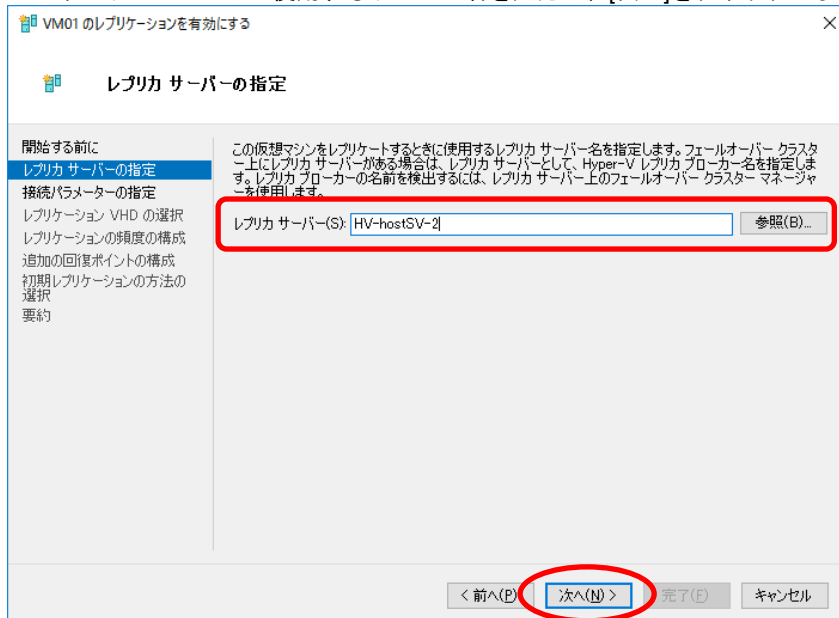 VM01 のレプリケーションを有効にする
レプリカ サーバーの指定
開始する前に
レプリカ サーバーの指定
接続パラメーターの指定
レプリケーション VHD の選択
レプリケーションの頻度の構成
追加の回復ポイントの構成
初期レプリケーションの方法の
選択
要約
この仮想マシンをレプリケートするときに使用するレプリカ サーバー名を指定します。フェールオーバー クラスタ
ー上にレプリカ サーバーがある場合は、レプリカ サーバーとして、Hyper-V レプリカ ブローカー名を指定しま
す。レプリカ ブローカーの名前を検出するには、レプリカ サーバー上のフェールオーバー クラスター マネージャ
ーを使用します。
レプリカ サーバー(S): HV-hostSV-2 参照(B)...
< 前へ(P) 次へ(N) > 完了(F) キャンセル